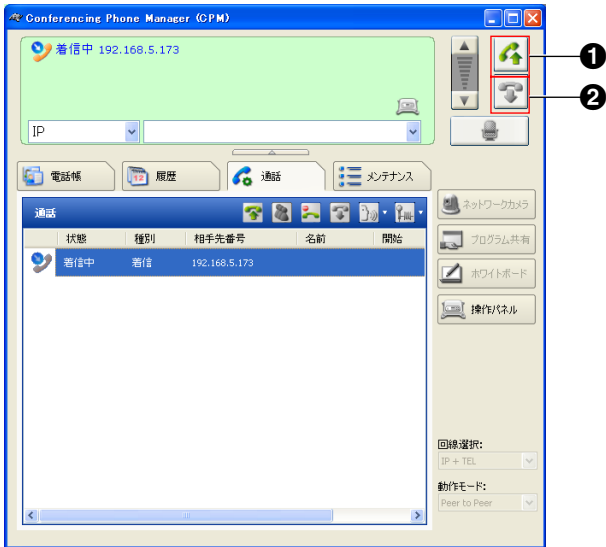 Conferencing Phone Manager (CPM)
着信中 192.168.5.173
IP
❶
❷
電話帳
12
履歴
通話
メンテナンス
通話
状態 種別 相手先番号 名前 開始
着信中 着信 192.168.5.173
ネットワークカメラ
プログラム共有
ホワイトボード
操作パネル
回線選択:
IP + TEL
動作モード:
Peer to Peer